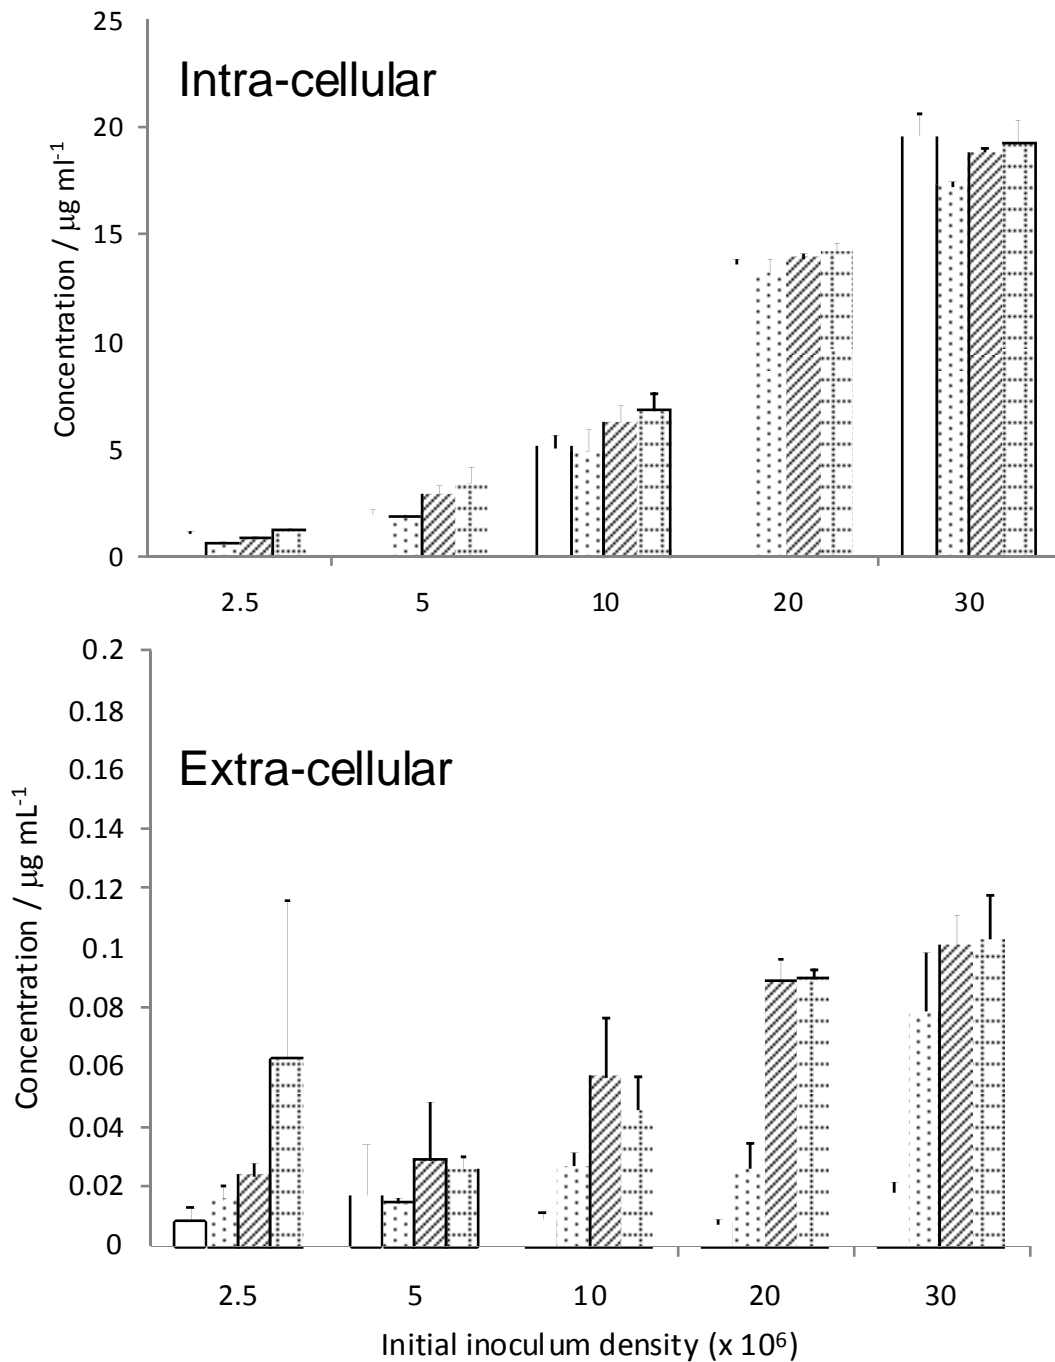 25
Intra-cellular
20
15
10
5
0
Concentration / µg ml⁻¹
2.5 5 10 20 30
0.2
0.18
0.16
Extra-cellular
0.14
0.12
0.1
0.08
0.06
0.04
0.02
0
Concentration / µg mL⁻¹
2.5 5 10 20 30
Initial inoculum density (x 10⁶)